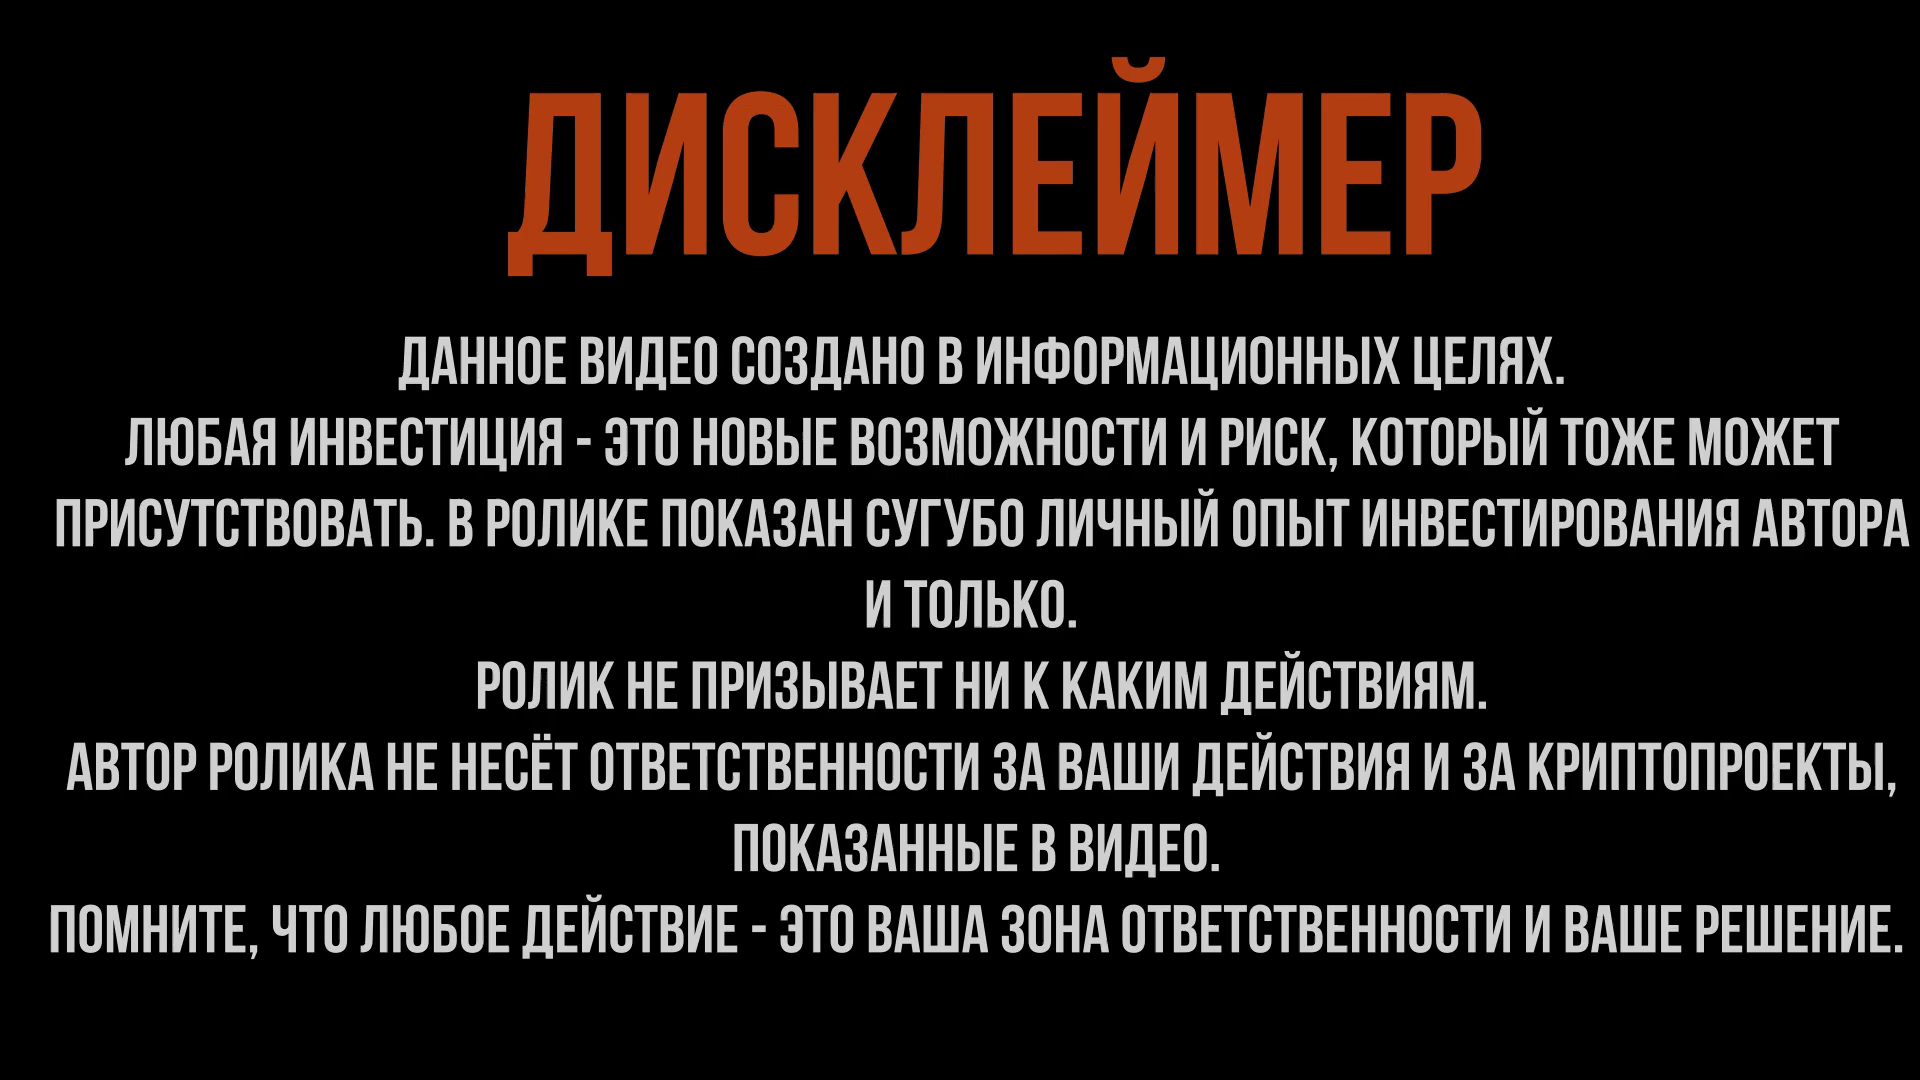 ДИСКЛЕЙМЕР
ДАННОЕ ВИДЕО СОЗДАНО В ИНФОРМАЦИОННЫХ ЦЕЛЯХ.
ЛЮБАЯ ИНВЕСТИЦИЯ - ЭТО НОВЫЕ ВОЗМОЖНОСТИ И РИСК, КОТОРЫЙ ТОЖЕ МОЖЕТ
ПРИСУТСТВОВАТЬ. В РОЛИКЕ ПОКАЗАН СУГУБО ЛИЧНЫЙ ОПЫТ ИНВЕСТИРОВАНИЯ АВТОРА
И ТОЛЬКО.
РОЛИК НЕ ПРИЗЫВАЕТ НИ К КАКИМ ДЕЙСТВИЯМ.
АВТОР РОЛИКА НЕ НЕСЁТ ОТВЕТСТВЕННОСТИ ЗА ВАШИ ДЕЙСТВИЯ И ЗА КРИПТОПРОЕКТЫ,
ПОКАЗАННЫЕ В ВИДЕО.
ПОМНИТЕ, ЧТО ЛЮБОЕ ДЕЙСТВИЕ - ЭТО ВАША ЗОНА ОТВЕТСТВЕННОСТИ И ВАШЕ РЕШЕНИЕ.